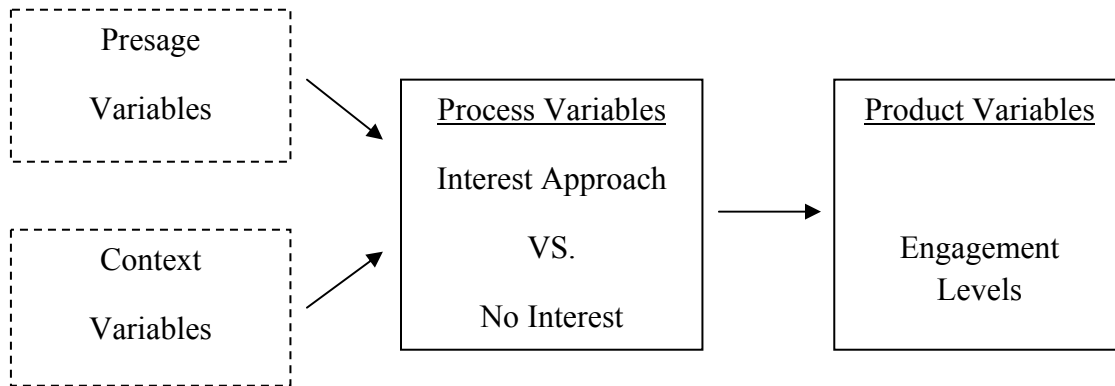 Presage
Variables
Context
Variables
Process Variables
Interest Approach
VS.
No Interest
Product Variables
Engagement
Levels